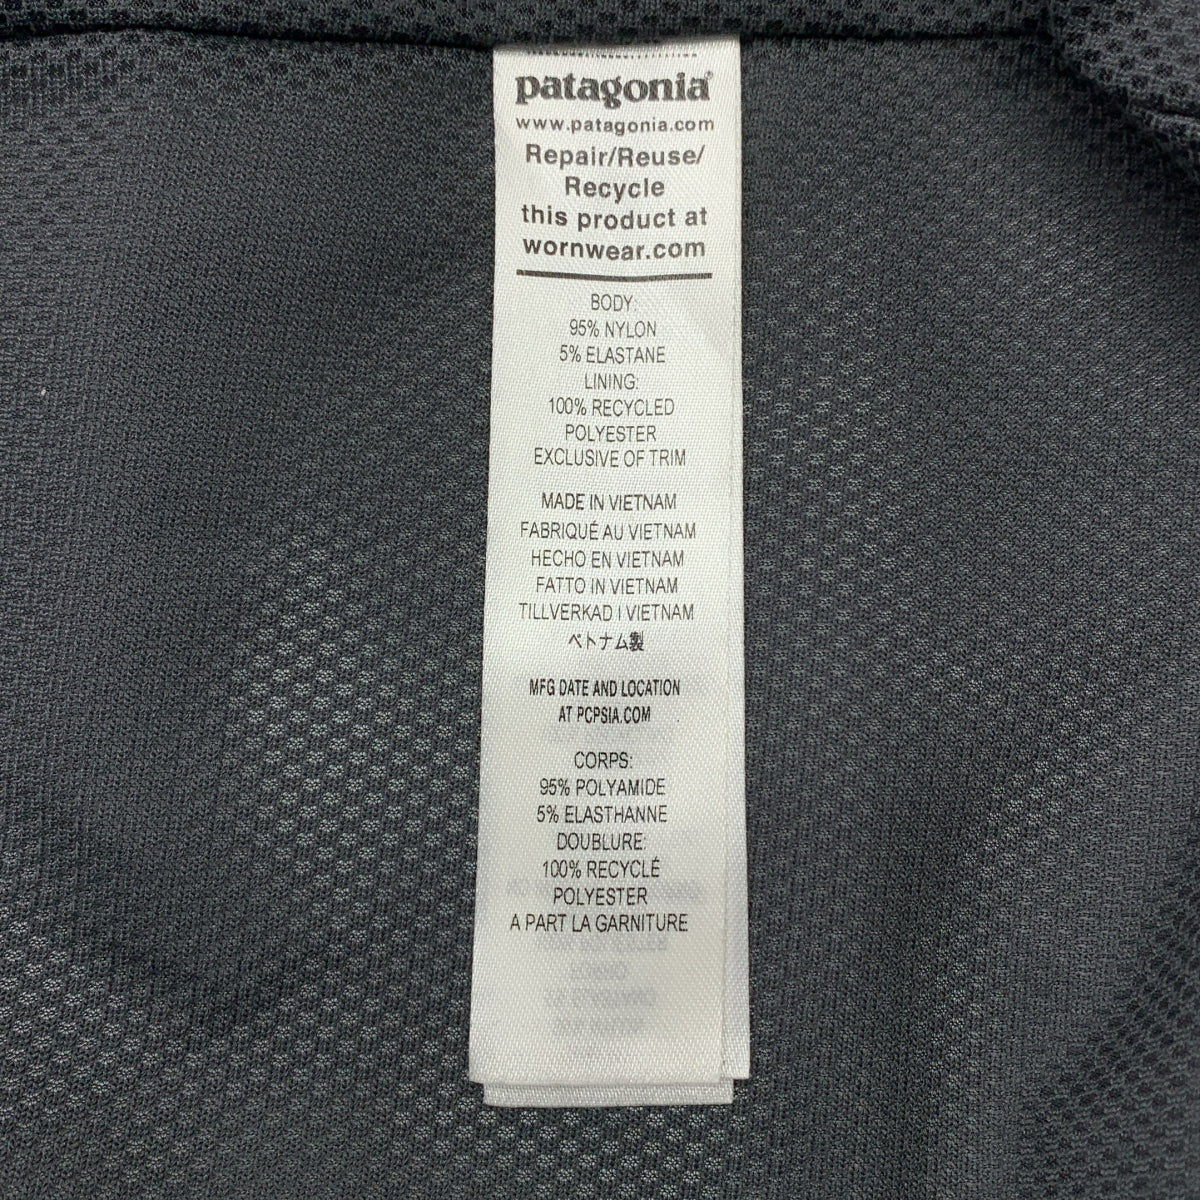 patagonia®
www.patagonia.com
Repair/Reuse/
Recycle
this product at
wornwear.com
BODY:
95% NYLON
5% ELASTANE
LINING:
100% RECYCLED
POLYESTER
EXCLUSIVE OF TRIM
MADE IN VIETNAM
FABRIQUÉ AU VIETNAM
HECHO EN VIETNAM
FATTO IN VIETNAM
TILLVERKAD I VIETNAM
ベトナム製
MFG DATE AND LOCATION
AT PCPSIA.COM
CORPS:
95% POLYAMIDE
5% ELASTHANNE
DOUBLURE:
100% RECYCLÉ
POLYESTER
A PART LA GARNITURE